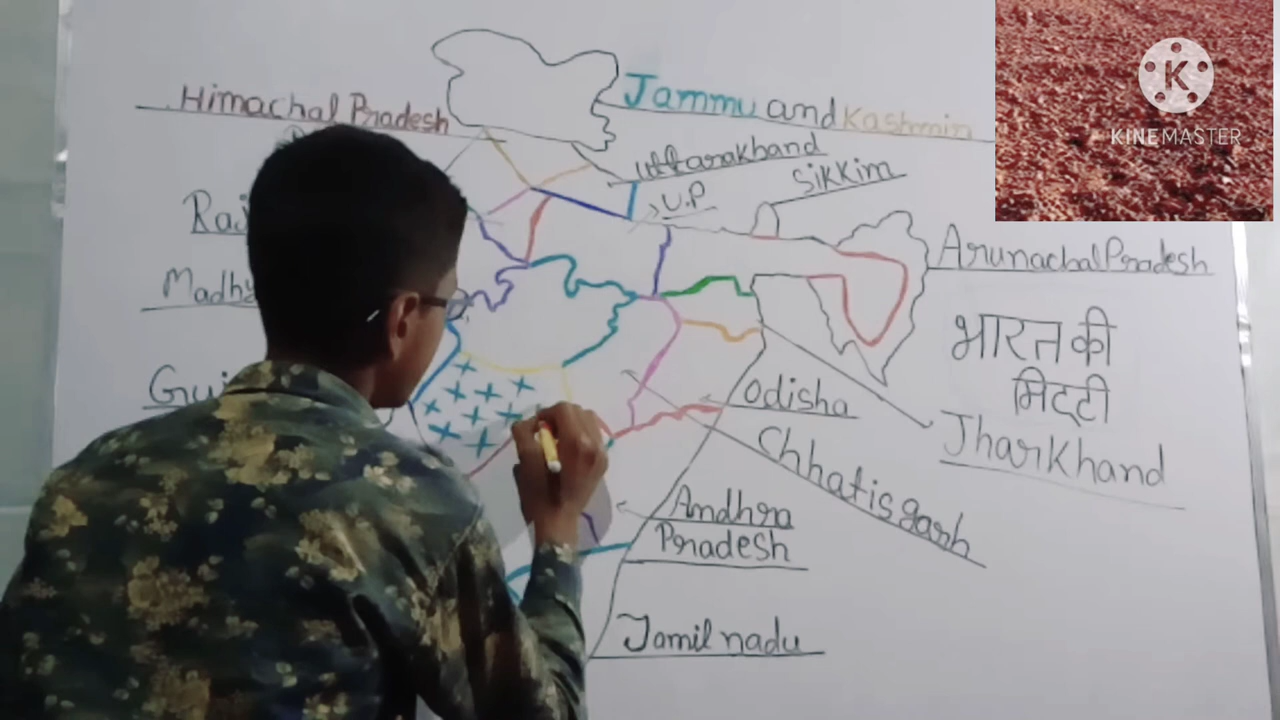 Himachal Pradesh
Jammu and Kashmir
Uttarakhand
Sikkim
U.P
Arunachal Pradesh
भारत की
मिट्टी
Odisha
Jharkhand
Chhatisgarh
Andhra
Pradesh
Tamil nadu
K
KINEMASTER